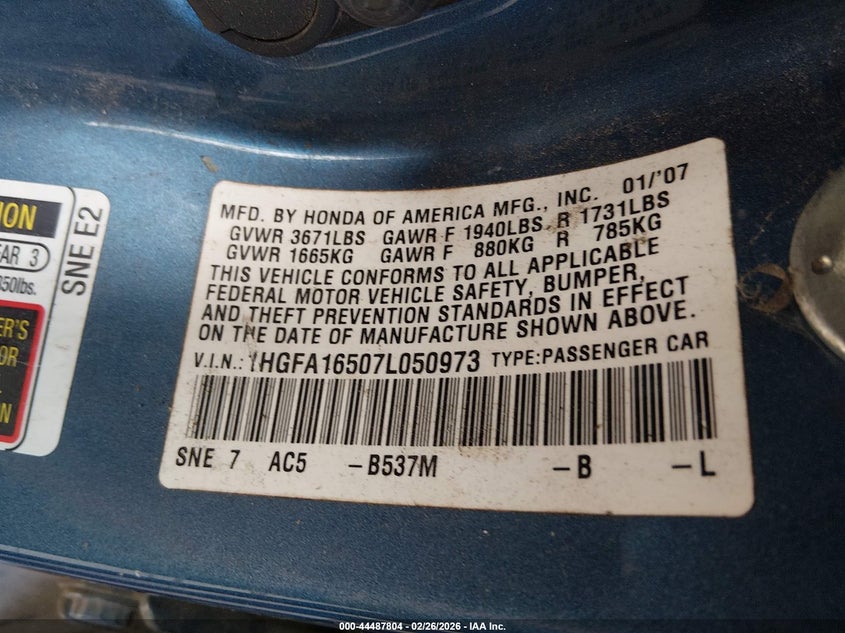 MFD. BY HONDA OF AMERICA MFG., INC. 01/'07
GVWR 3671LBS GAWR F 1940LBS R 1731LBS
GVWR 1665KG GAWR F 880KG R 785KG
THIS VEHICLE CONFORMS TO ALL APPLICABLE
FEDERAL MOTOR VEHICLE SAFETY, BUMPER,
AND THEFT PREVENTION STANDARDS IN EFFECT
ON THE DATE OF MANUFACTURE SHOWN ABOVE.
V.I.N.: 1HGFA16507L050973 TYPE:PASSENGER CAR
SNE 7 AC5 -B537M -B -L
SNE E2
3
lbs.
000-44487804 | 02/26/2026 - IAA Inc.